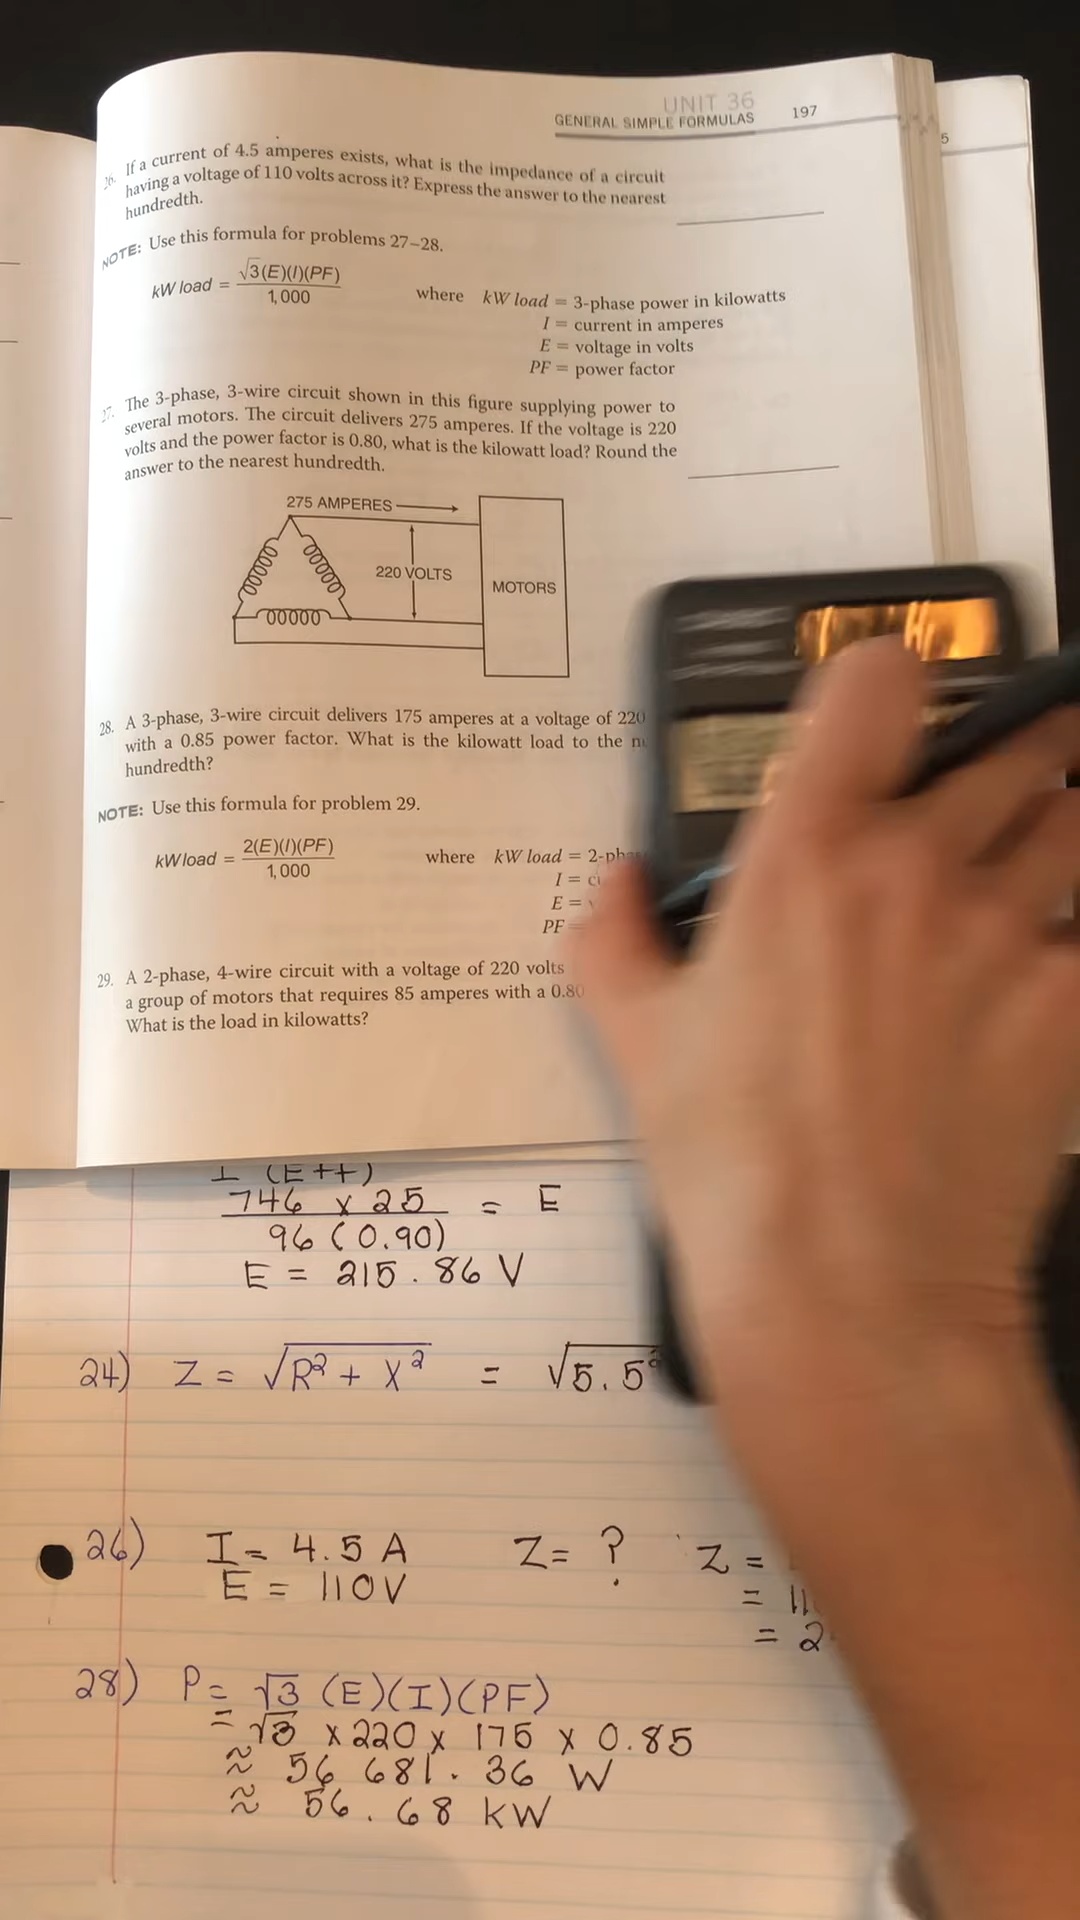 UNIT 36
GENERAL SIMPLE FORMULAS 197
5
26. If a current of 4.5 amperes exists, what is the impedance of a circuit
having a voltage of 110 volts across it? Express the answer to the nearest
hundredth.
NOTE: Use this formula for problems 27–28.
kW load = √3(E)(I)(PF) / 1,000
where kW load = 3-phase power in kilowatts
I = current in amperes
E = voltage in volts
PF = power factor
27. The 3-phase, 3-wire circuit shown in this figure supplying power to
several motors. The circuit delivers 275 amperes. If the voltage is 220
volts and the power factor is 0.80, what is the kilowatt load? Round the
answer to the nearest hundredth.
275 AMPERES
220 VOLTS
MOTORS
28. A 3-phase, 3-wire circuit delivers 175 amperes at a voltage of 220
with a 0.85 power factor. What is the kilowatt load to the
hundredth?
NOTE: Use this formula for problem 29.
kW load = 2(E)(I)(PF) / 1,000
where kW load = 2-phase
I =
E =
PF =
29. A 2-phase, 4-wire circuit with a voltage of 220 volts
a group of motors that requires 85 amperes with a 0.80
What is the load in kilowatts?
I (Eff)
746 x 25 / 96 (0.90) = E
E = 215.86 V
24) Z = √R² + X² = √5.5²
26) I = 4.5 A Z = ? Z =
E = 110V = 11
= 2
28) P = √3 (E)(I)(PF)
= √3 x 220 x 175 x 0.85
≈ 56 681.36 W
≈ 56.68 kW